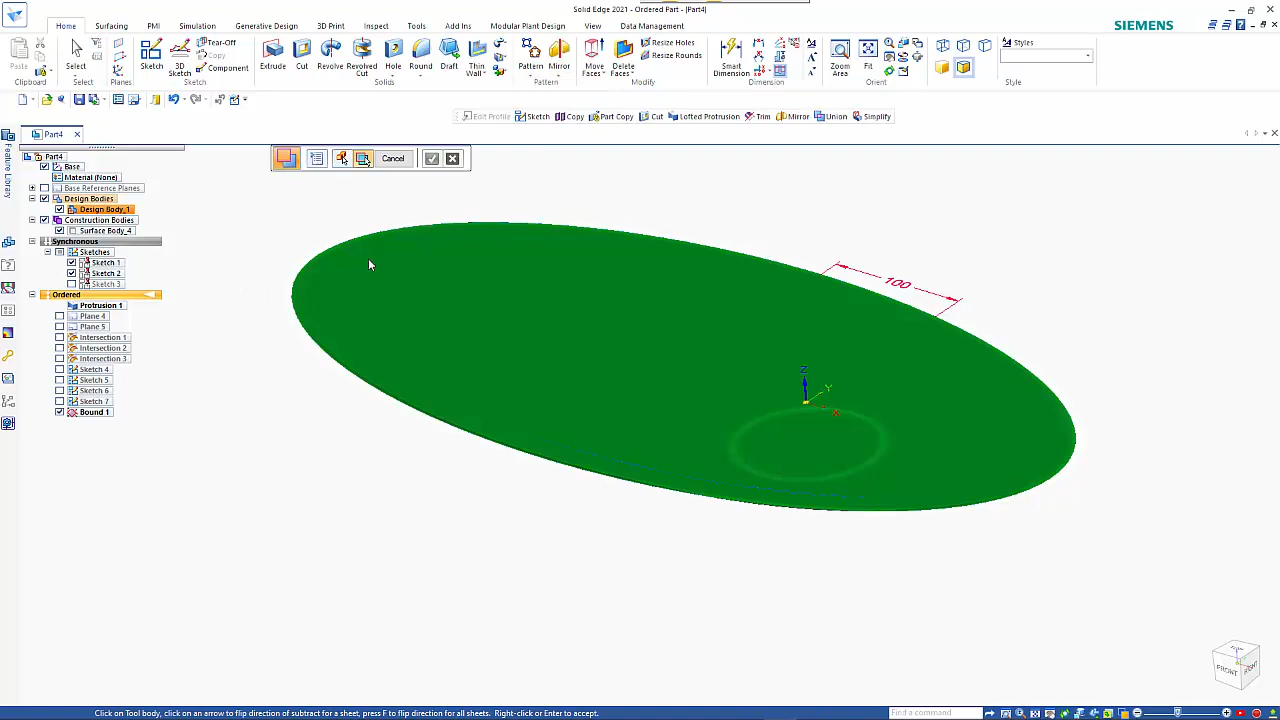 Solid Edge 2021 - Ordered Part - [Part4]
Home Surfacing PMI Simulation Generative Design 3D Print Inspect Tools Add Ins Modular Plant Design View Data Management
SIEMENS
Paste
Clipboard
Select
Select
Planes
Sketch
3D Sketch
Tear-Off
Copy
Component
Sketch
Extrude
Cut
Revolve
Revolved Cut
Hole
Round
Draft
Thin Wall
Solids
Pattern
Mirror
Pattern
Move Faces
Delete Faces
Resize Holes
Resize Rounds
Modify
Smart Dimension
Dimension
Zoom Area
Fit
Orient
Styles
Style
Edit Profile Sketch Copy Part Copy Cut Lofted Protrusion Trim Mirror Union Simplify
Part4
Feature Library
Cancel
Part4
Base
Material (None)
Base Reference Planes
Design Bodies
Design Body_1
Construction Bodies
Surface Body_4
Synchronous
Sketches
Sketch 1
Sketch 2
Sketch 3
Ordered
Protrusion 1
Plane 4
Plane 5
Intersection 1
Intersection 2
Intersection 3
Sketch 4
Sketch 5
Sketch 6
Sketch 7
Bound 1
100
Z
Y
X
FRONT
RIGHT
Click on Tool body, click on an arrow to flip direction of subtract for a sheet, press F to flip direction for all sheets. Right-click or Enter to accept.
Find a command